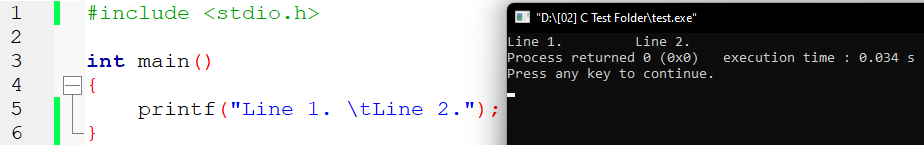 1 #include <stdio.h>
2
3 int main()
4 {
5 printf("Line 1. \tLine 2.");
6 }
"D:\[02] C Test Folder\test.exe"
Line 1.         Line 2.
Process returned 0 (0x0)   execution time : 0.034 s
Press any key to continue.